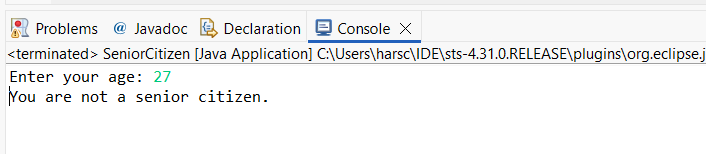 Problems @ Javadoc Declaration Console
<terminated> SeniorCitizen [Java Application] C:\Users\harsc\IDE\sts-4.31.0.RELEASE\plugins\org.eclipse.j
Enter your age: 27
You are not a senior citizen.